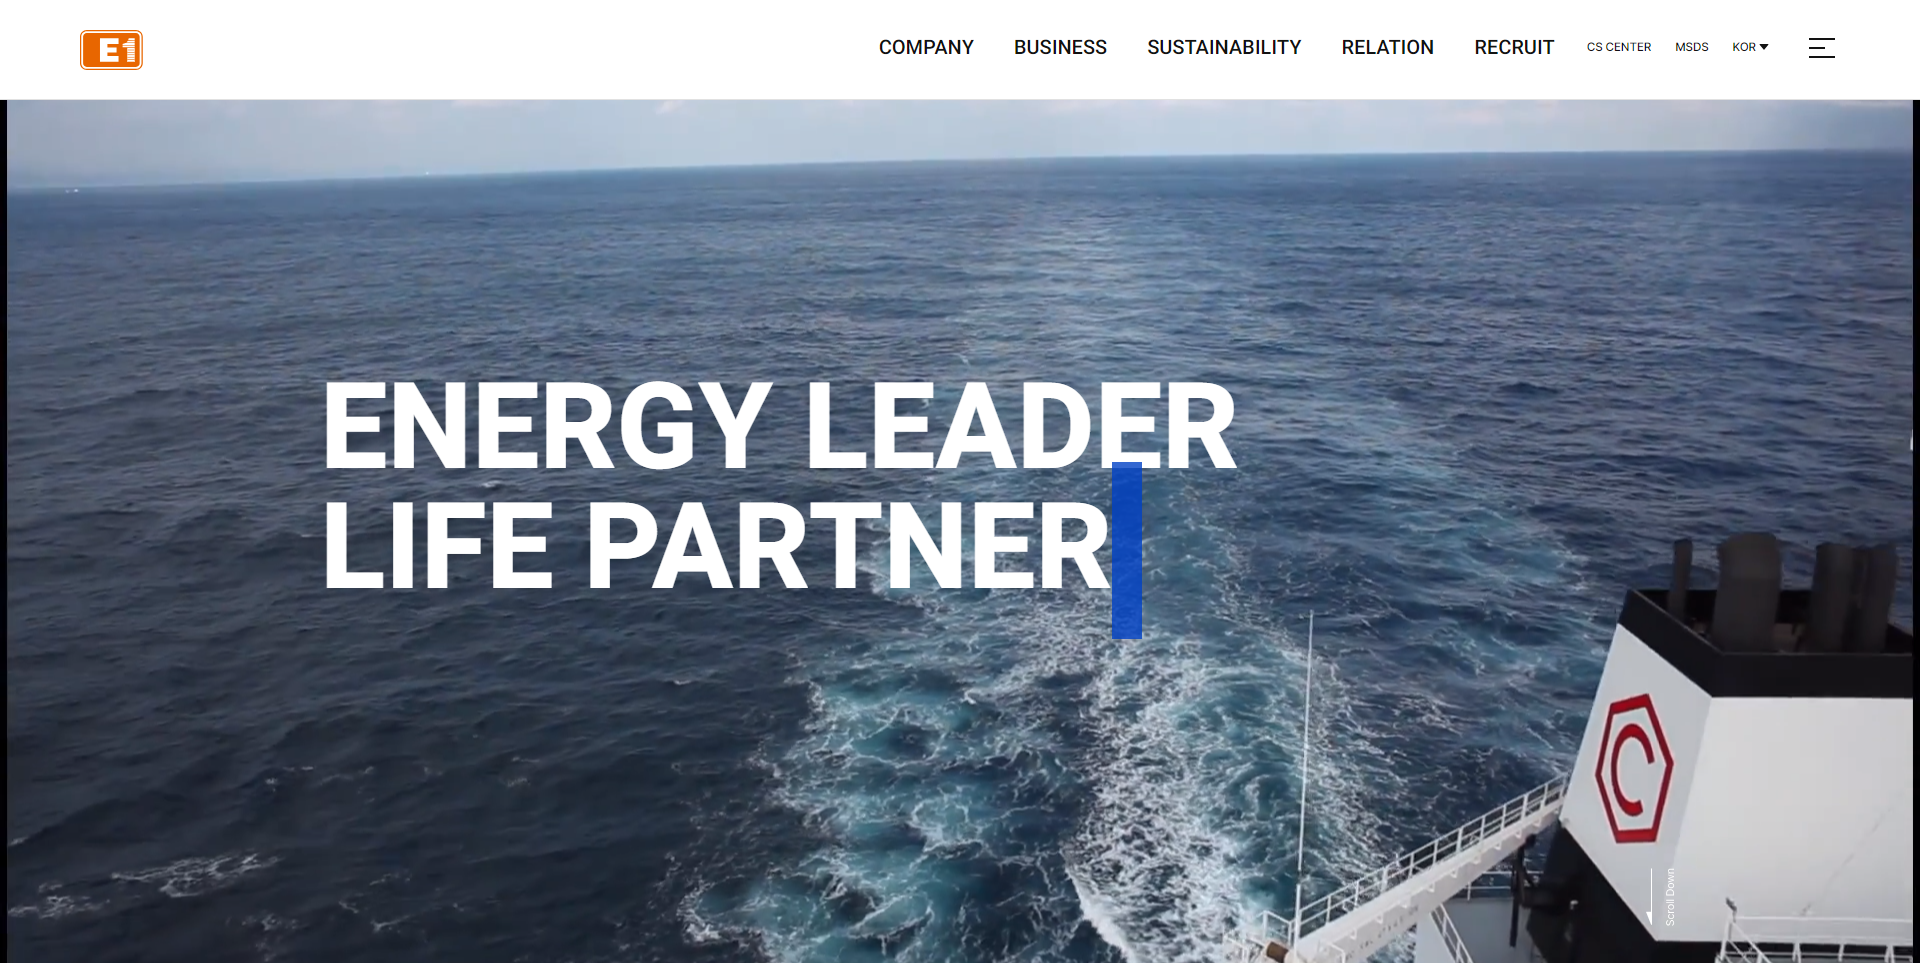 E1
COMPANY BUSINESS SUSTAINABILITY RELATION RECRUIT CS CENTER MSDS KOR
ENERGY LEADER
LIFE PARTNER
C
Scroll Down